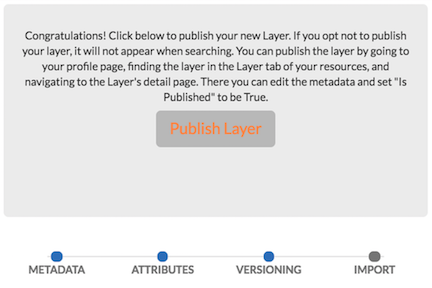 Congratulations! Click below to publish your new Layer. If you opt not to publish
your layer, it will not appear when searching. You can publish the layer by going to
your profile page, finding the layer in the Layer tab of your resources, and
navigating to the Layer's detail page. There you can edit the metadata and set "Is
Published" to be True.
Publish Layer
METADATA ATTRIBUTES VERSIONING IMPORT